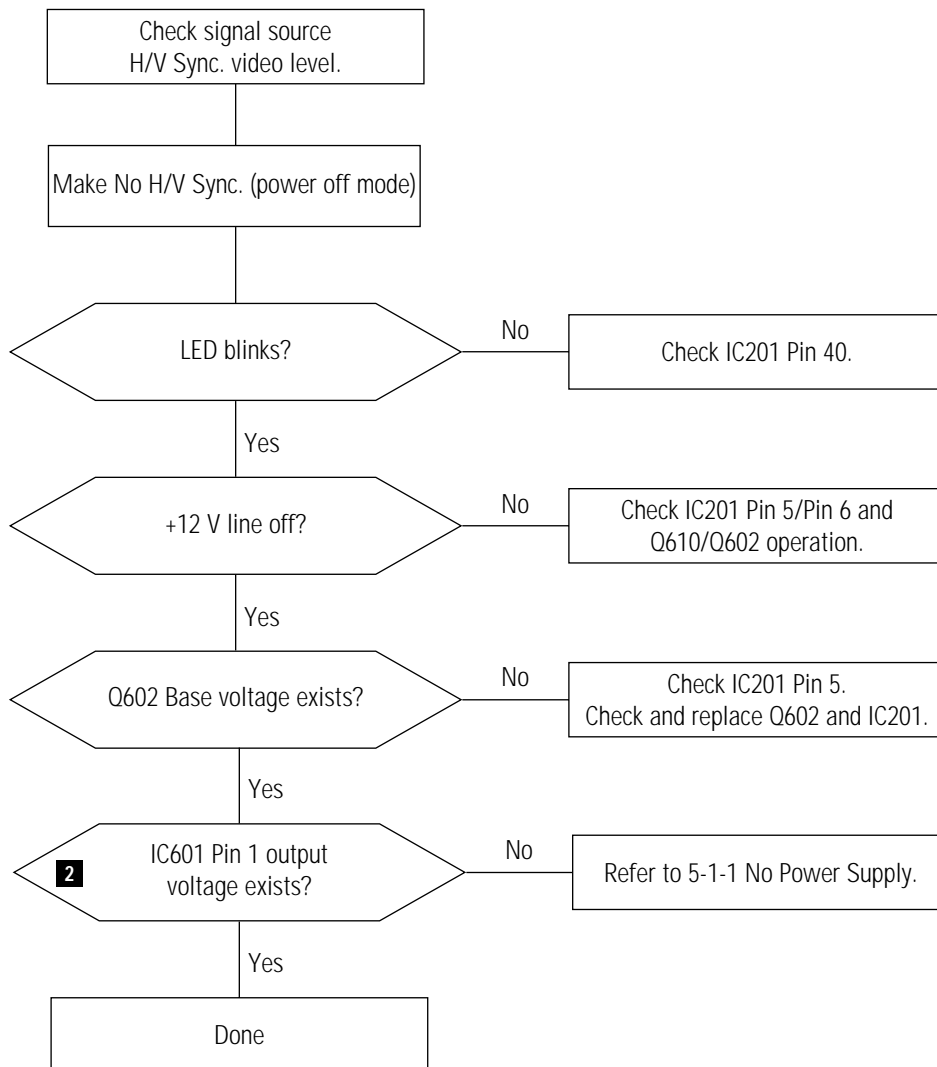 Check signal source
H/V Sync. video level.
Make No H/V Sync. (power off mode)
LED blinks?
No
Check IC201 Pin 40.
Yes
+12 V line off?
No
Check IC201 Pin 5/Pin 6 and
Q610/Q602 operation.
Yes
Q602 Base voltage exists?
No
Check IC201 Pin 5.
Check and replace Q602 and IC201.
Yes
2
IC601 Pin 1 output
voltage exists?
No
Refer to 5-1-1 No Power Supply.
Yes
Done